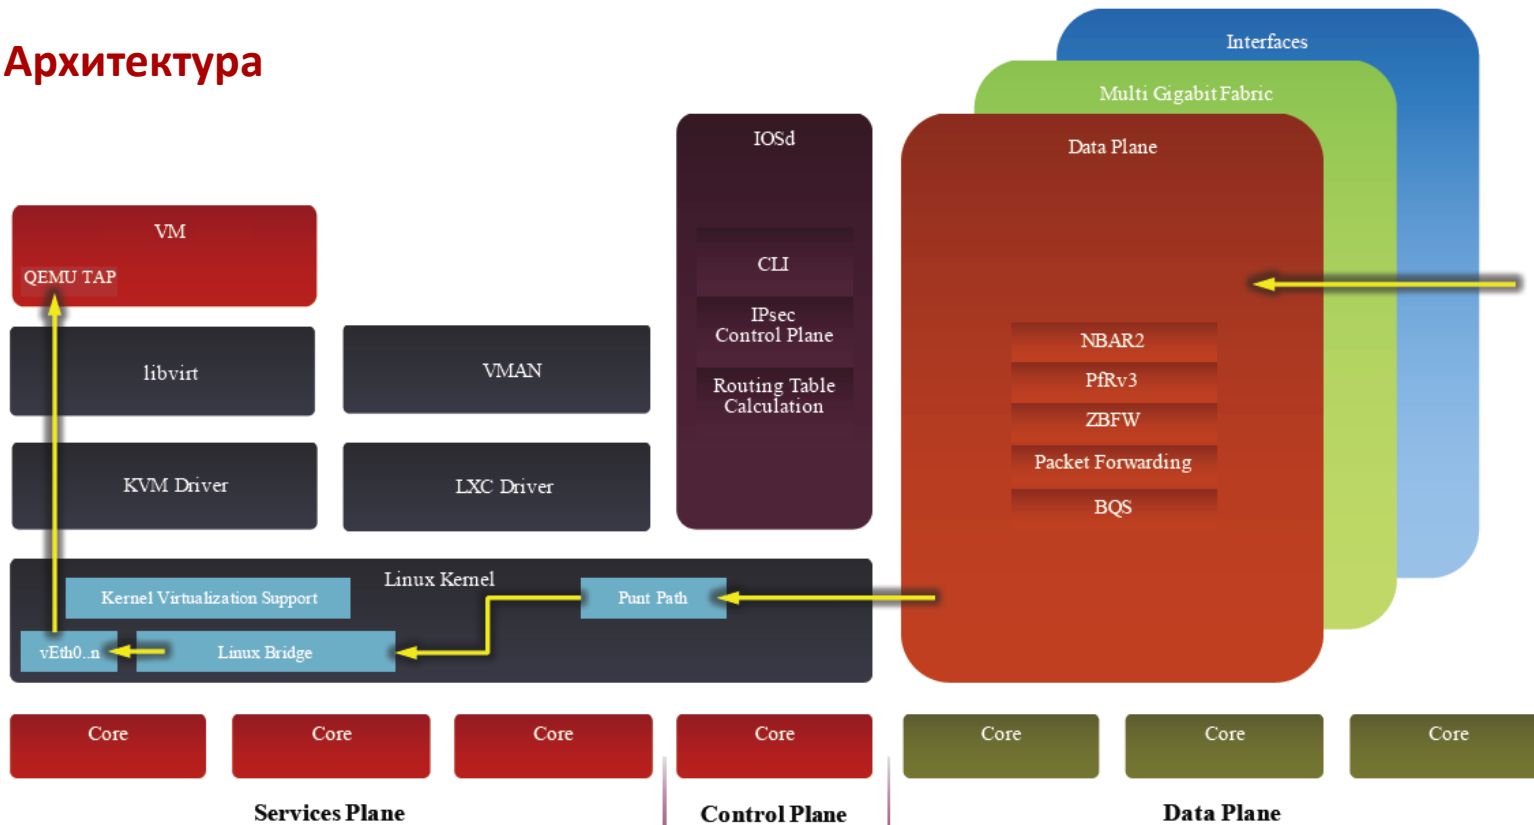 Архитектура
Interfaces
Multi Gigabit Fabric
Data Plane
IOSd
VM
QEMU TAP
CLI
IPsec
Control Plane
Routing Table
Calculation
NBAR2
PfRv3
ZBFW
Packet Forwarding
BQS
libvirt
VMAN
KVM Driver
LXC Driver
Linux Kernel
Kernel Virtualization Support
Punt Path
vEth0..n
Linux Bridge
Core
Core
Core
Core
Core
Core
Core
Services Plane
Control Plane
Data Plane